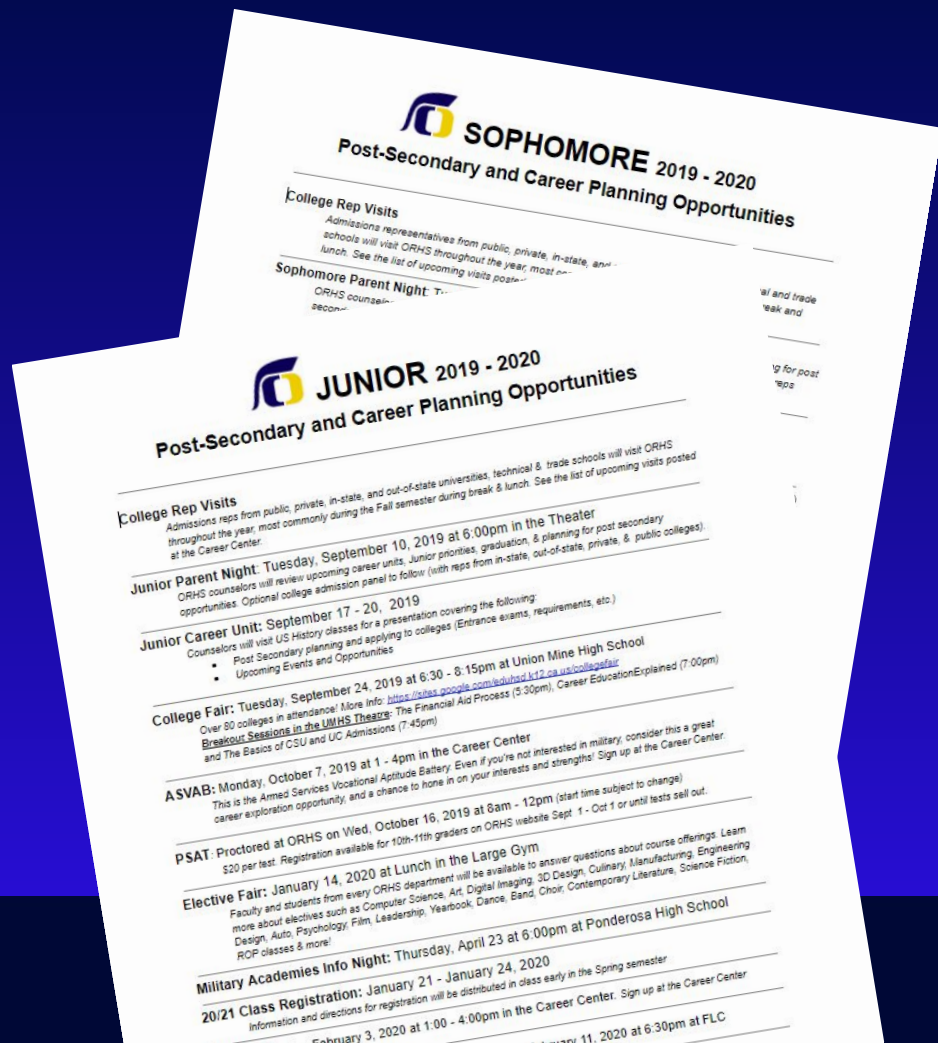 SOPHOMORE 2019 - 2020
Post-Secondary and Career Planning Opportunities
College Rep Visits
Admissions representatives from public, private, in-state, and
schools will visit ORHS throughout the year, most
lunch. See the list of upcoming visits
al and trade
eak and
Sophomore Parent Night:
ORHS
g for post
reps
JUNIOR 2019 - 2020
Post-Secondary and Career Planning Opportunities
College Rep Visits
Admissions reps from public, private, in-state, and out-of-state universities, technical & trade schools will visit ORHS
throughout the year, most commonly during the Fall semester during break & lunch. See the list of upcoming visits posted
at the Career Center.
Junior Parent Night: Tuesday, September 10, 2019 at 6:00pm in the Theater
ORHS counselors will review upcoming career units, Junior priorities, graduation, & planning for post secondary
opportunities. Optional college admission panel to follow (with reps from in-state, out-of-state, private, & public colleges).
Junior Career Unit: September 17 - 20, 2019
Counselors will visit US History classes for a presentation covering the following:
▪ Post Secondary planning and applying to colleges (Entrance exams, requirements, etc.)
▪ Upcoming Events and Opportunities
College Fair: Tuesday, September 24, 2019 at 6:30 - 8:15pm at Union Mine High School
Over 80 colleges in attendance! More Info: https://sites.google.com/eduhsd.k12.ca.us/collegefair
Breakout Sessions in the UMHS Theatre: The Financial Aid Process (5:30pm), Career EducationExplained (7:00pm)
and The Basics of CSU and UC Admissions (7:45pm)
ASVAB: Monday, October 7, 2019 at 1 - 4pm in the Career Center
This is the Armed Services Vocational Aptitude Battery. Even if you're not interested in military, consider this a great
career exploration opportunity, and a chance to hone in on your interests and strengths! Sign up at the Career Center.
PSAT: Proctored at ORHS on Wed, October 16, 2019 at 8am - 12pm (start time subject to change)
$20 per test. Registration available for 10th-11th graders on ORHS website Sept 1 - Oct 1 or until tests sell out.
Elective Fair: January 14, 2020 at Lunch in the Large Gym
Faculty and students from every ORHS department will be available to answer questions about course offerings. Learn
more about electives such as Computer Science, Art, Digital Imaging, 3D Design, Culinary, Manufacturing, Engineering
Design, Auto, Psychology, Film, Leadership, Yearbook, Dance, Band, Choir, Contemporary Literature, Science Fiction,
ROP classes & more!
Military Academies Info Night: Thursday, April 23 at 6:00pm at Ponderosa High School
20/21 Class Registration: January 21 - January 24, 2020
Information and directions for registration will be distributed in class early in the Spring semester
February 3, 2020 at 1:00 - 4:00pm in the Career Center. Sign up at the Career Center
11, 2020 at 6:30pm at FLC